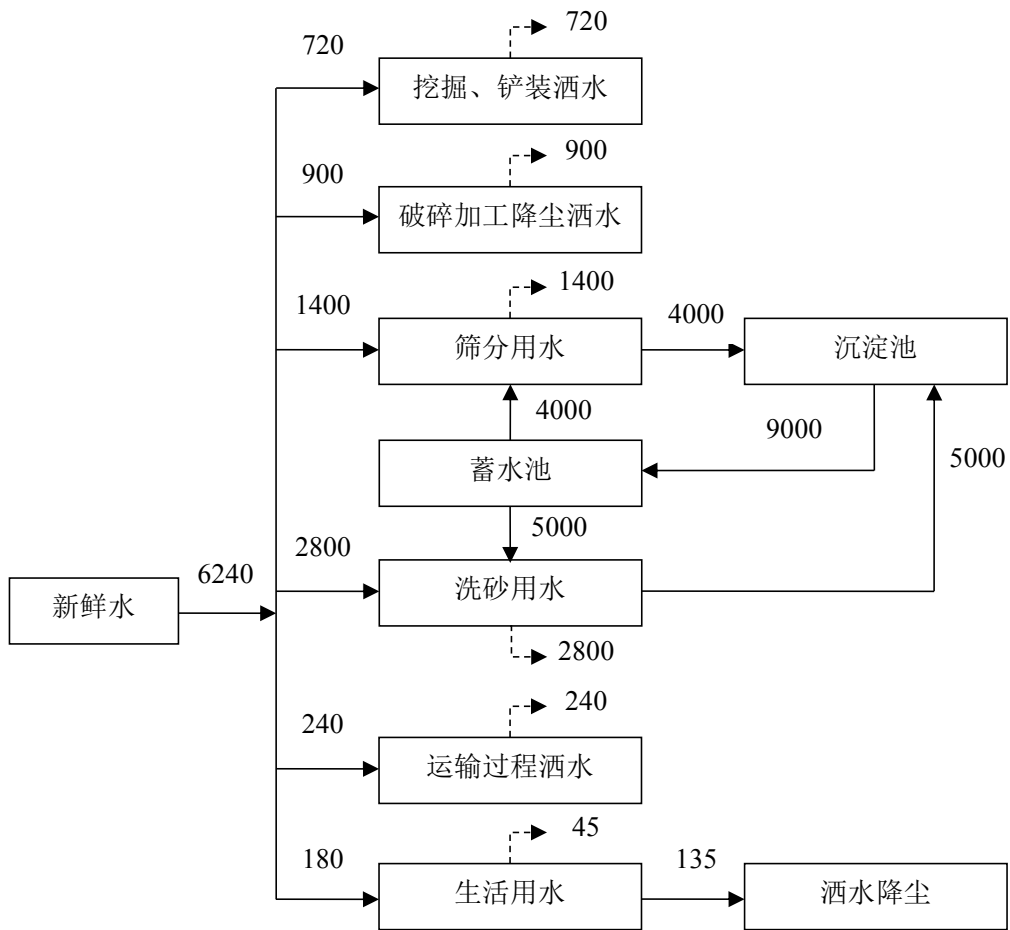 720
720
挖掘、铲装洒水
900
900
破碎加工降尘洒水
1400
1400
筛分用水
4000
沉淀池
4000
9000
5000
蓄水池
5000
2800
洗砂用水
2800
新鲜水
6240
240
240
运输过程洒水
45
180
生活用水
135
洒水降尘